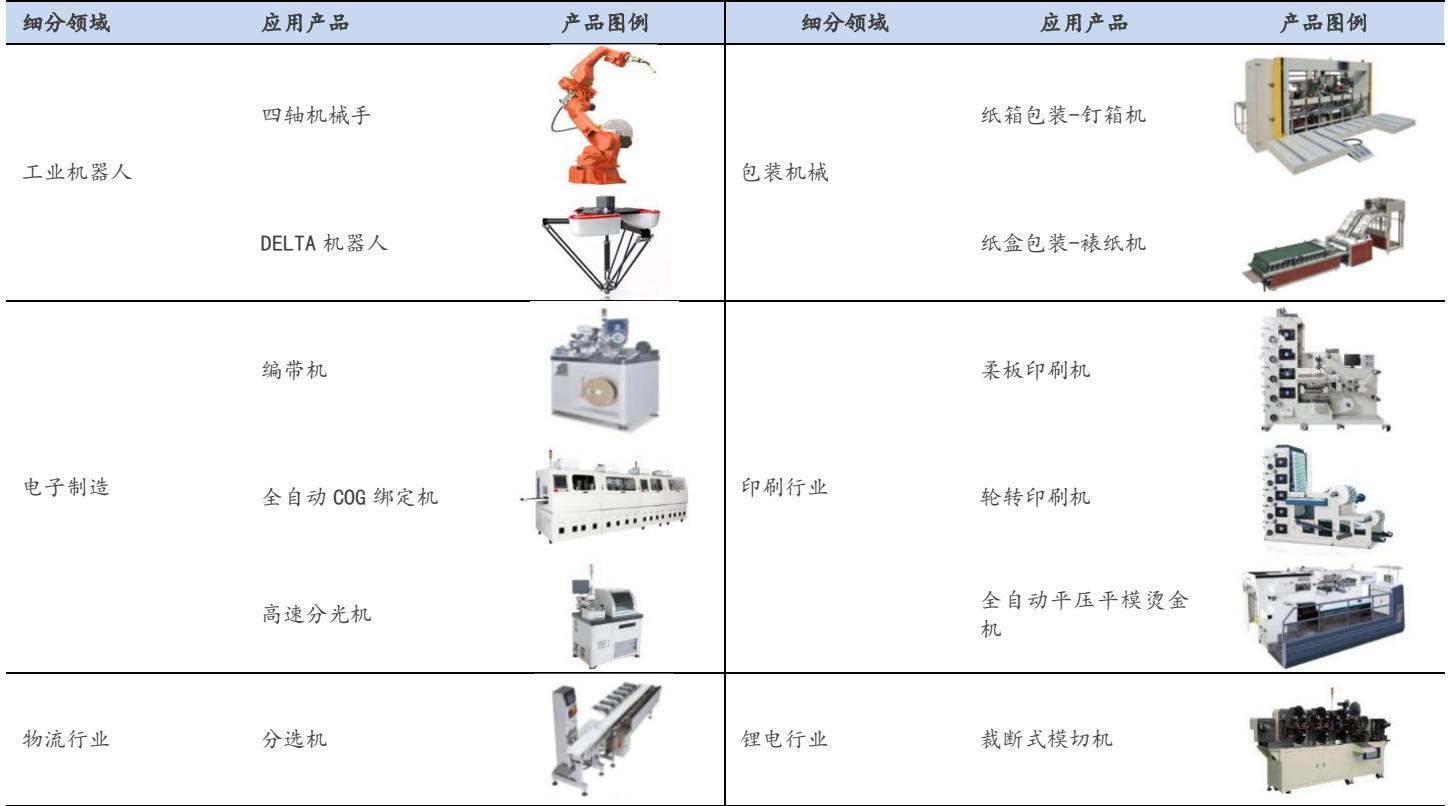 细分领域 应用产品 产品图例 细分领域 应用产品 产品图例
四轴机械手 纸箱包装-钉箱机
工业机器人 包装机械
DELTA 机器人 纸盒包装-裱纸机
编带机 柔板印刷机
电子制造 全自动 COG 绑定机 印刷行业 轮转印刷机
高速分光机 全自动平压平模烫金
机
物流行业 分选机 锂电行业 裁断式模切机